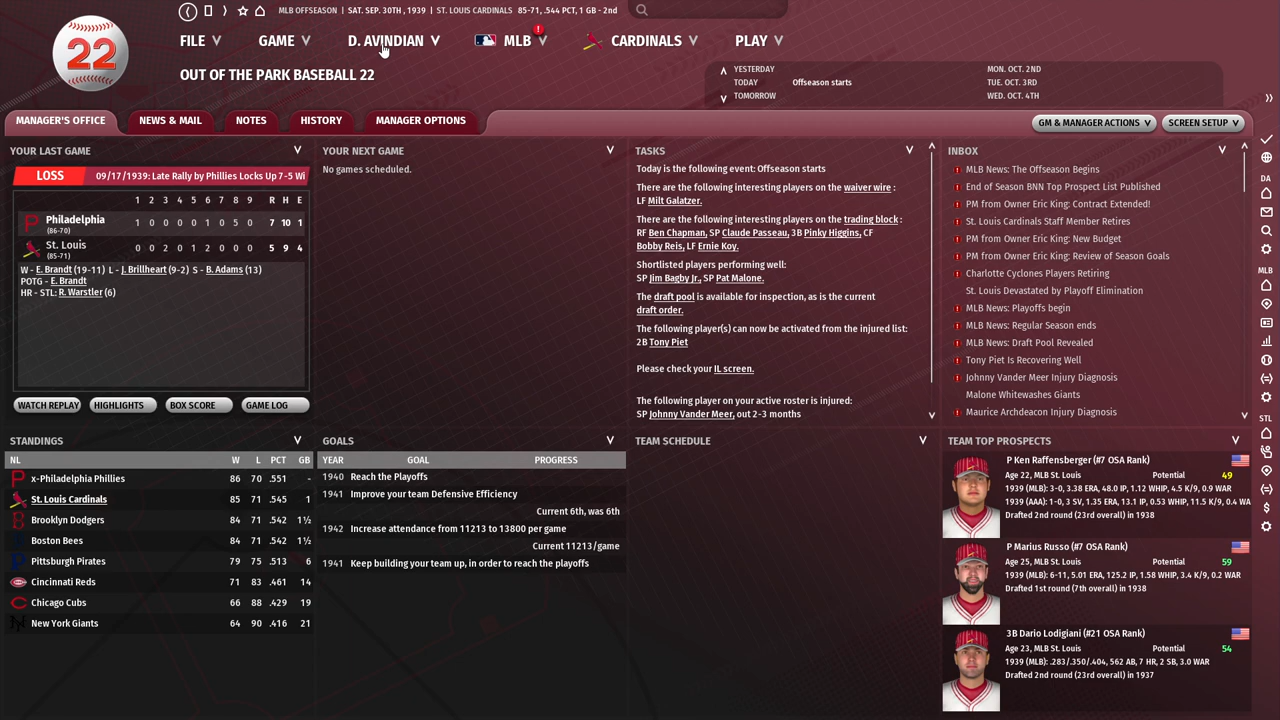 MLB OFFSEASON | SAT. SEP. 30TH , 1939 | ST. LOUIS CARDINALS 85-71, .544 PCT, 1 GB - 2nd
22
FILE GAME D. AVINDIAN MLB ! CARDINALS PLAY
OUT OF THE PARK BASEBALL 22
YESTERDAY MON. OCT. 2ND
TODAY Offseason starts TUE. OCT. 3RD
TOMORROW WED. OCT. 4TH
MANAGER'S OFFICE NEWS & MAIL NOTES HISTORY MANAGER OPTIONS GM & MANAGER ACTIONS SCREEN SETUP
YOUR LAST GAME
LOSS 09/17/1939: Late Rally by Phillies Locks Up 7-5 Wi
1 2 3 4 5 6 7 8 9 R H E
Philadelphia 1 0 0 0 0 1 0 5 0 7 10 1
(86-70)
St. Louis 0 0 2 0 1 2 0 0 0 5 9 4
(85-71)
W - E. Brandt (19-11) L - J. Brillheart (9-2) S - B. Adams (13)
POTG - E. Brandt
HR - STL: R. Warstler (6)
WATCH REPLAY HIGHLIGHTS BOX SCORE GAME LOG
YOUR NEXT GAME
No games scheduled.
TASKS
Today is the following event: Offseason starts
There are the following interesting players on the waiver wire :
LF Milt Galatzer.
There are the following interesting players on the trading block :
RF Ben Chapman, SP Claude Passeau, 3B Pinky Higgins, CF
Bobby Reis, LF Ernie Koy.
Shortlisted players performing well:
SP Jim Bagby Jr., SP Pat Malone.
The draft pool is available for inspection, as is the current
draft order.
The following player(s) can now be activated from the injured list:
2B Tony Piet
Please check your IL screen.
The following player on your active roster is injured:
SP Johnny Vander Meer, out 2-3 months
INBOX
MLB News: The Offseason Begins
End of Season BNN Top Prospect List Published
PM from Owner Eric King: Contract Extended!
St. Louis Cardinals Staff Member Retires
PM from Owner Eric King: New Budget
PM from Owner Eric King: Review of Season Goals
Charlotte Cyclones Players Retiring
St. Louis Devastated by Playoff Elimination
MLB News: Playoffs begin
MLB News: Regular Season ends
MLB News: Draft Pool Revealed
Tony Piet Is Recovering Well
Johnny Vander Meer Injury Diagnosis
Malone Whitewashes Giants
Maurice Archdeacon Injury Diagnosis
DA
MLB
STL
STANDINGS
NL W L PCT GB
x-Philadelphia Phillies 86 70 .551 -
St. Louis Cardinals 85 71 .545 1
Brooklyn Dodgers 84 71 .542 1½
Boston Bees 84 71 .542 1½
Pittsburgh Pirates 79 75 .513 6
Cincinnati Reds 71 83 .461 14
Chicago Cubs 66 88 .429 19
New York Giants 64 90 .416 21
GOALS
YEAR GOAL PROGRESS
1940 Reach the Playoffs
1941 Improve your team Defensive Efficiency
Current 6th, was 6th
1942 Increase attendance from 11213 to 13800 per game
Current 11213/game
1941 Keep building your team up, in order to reach the playoffs
TEAM SCHEDULE
TEAM TOP PROSPECTS
P Ken Raffensberger (#7 OSA Rank)
Age 22, MLB St. Louis Potential 49
1939 (MLB): 3-0, 3.38 ERA, 48.0 IP, 1.12 WHIP, 4.5 K/9, 0.9 WAR
1939 (AAA): 1-0, 3 SV, 1.35 ERA, 13.1 IP, 0.53 WHIP, 11.5 K/9, 0.4 WA
Drafted 2nd round (23rd overall) in 1938
P Marius Russo (#7 OSA Rank)
Age 25, MLB St. Louis Potential 59
1939 (MLB): 6-11, 5.01 ERA, 125.2 IP, 1.58 WHIP, 3.4 K/9, 0.2 WAR
Drafted 1st round (7th overall) in 1938
3B Dario Lodigiani (#21 OSA Rank)
Age 23, MLB St. Louis Potential 54
1939 (MLB): .283/.350/.404, 562 AB, 7 HR, 2 SB, 3.0 WAR
Drafted 2nd round (23rd overall) in 1937